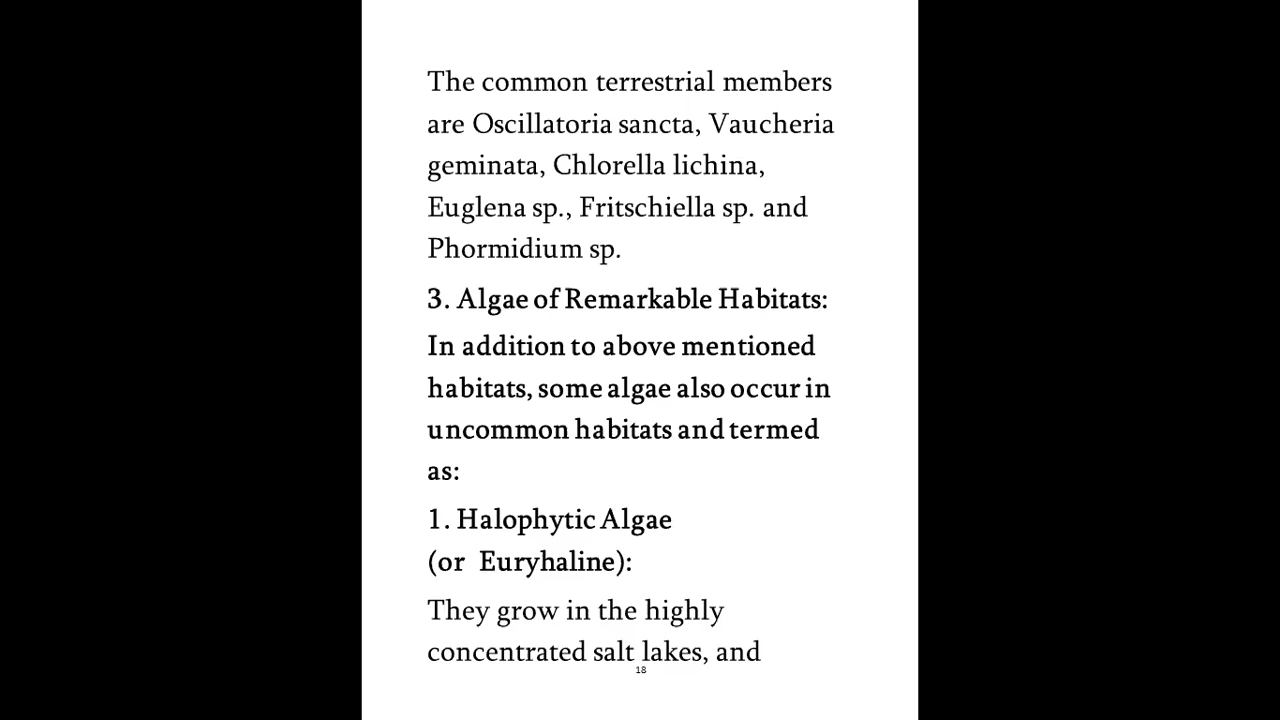 The common terrestrial members
are Oscillatoria sancta, Vaucheria
geminata, Chlorella lichina,
Euglena sp., Fritschiella sp. and
Phormidium sp.
3. Algae of Remarkable Habitats:
In addition to above mentioned
habitats, some algae also occur in
uncommon habitats and termed
as:
1. Halophytic Algae
(or Euryhaline):
They grow in the highly
concentrated salt lakes, and
18